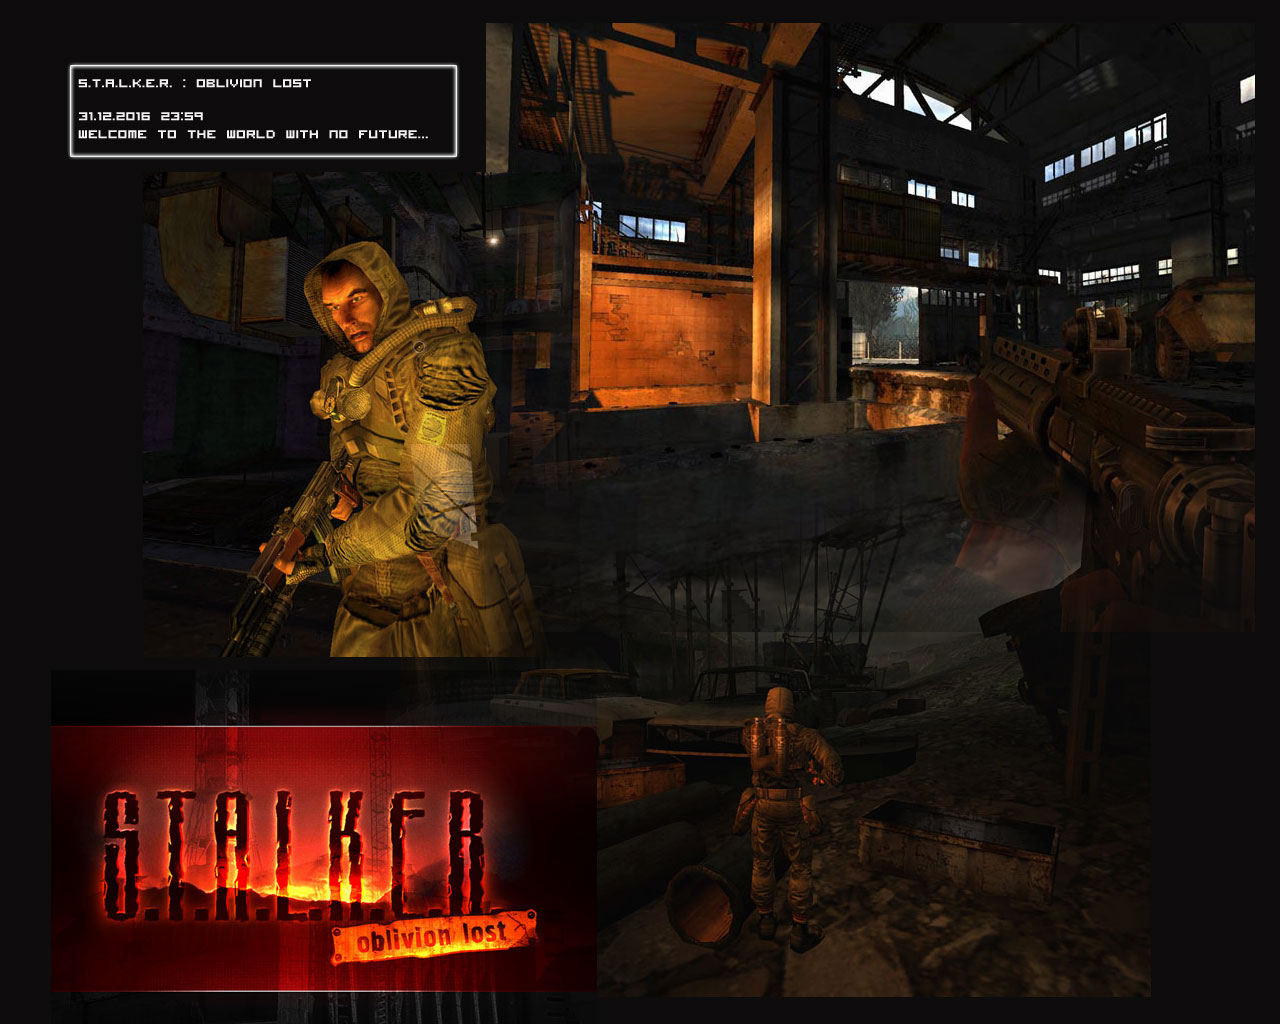 S.T.A.L.K.E.R. : OBLIVION LOST
31.12.2016 23:59
WELCOME TO THE WORLD WITH NO FUTURE...
S.T.A.L.K.E.R.
oblivion lost